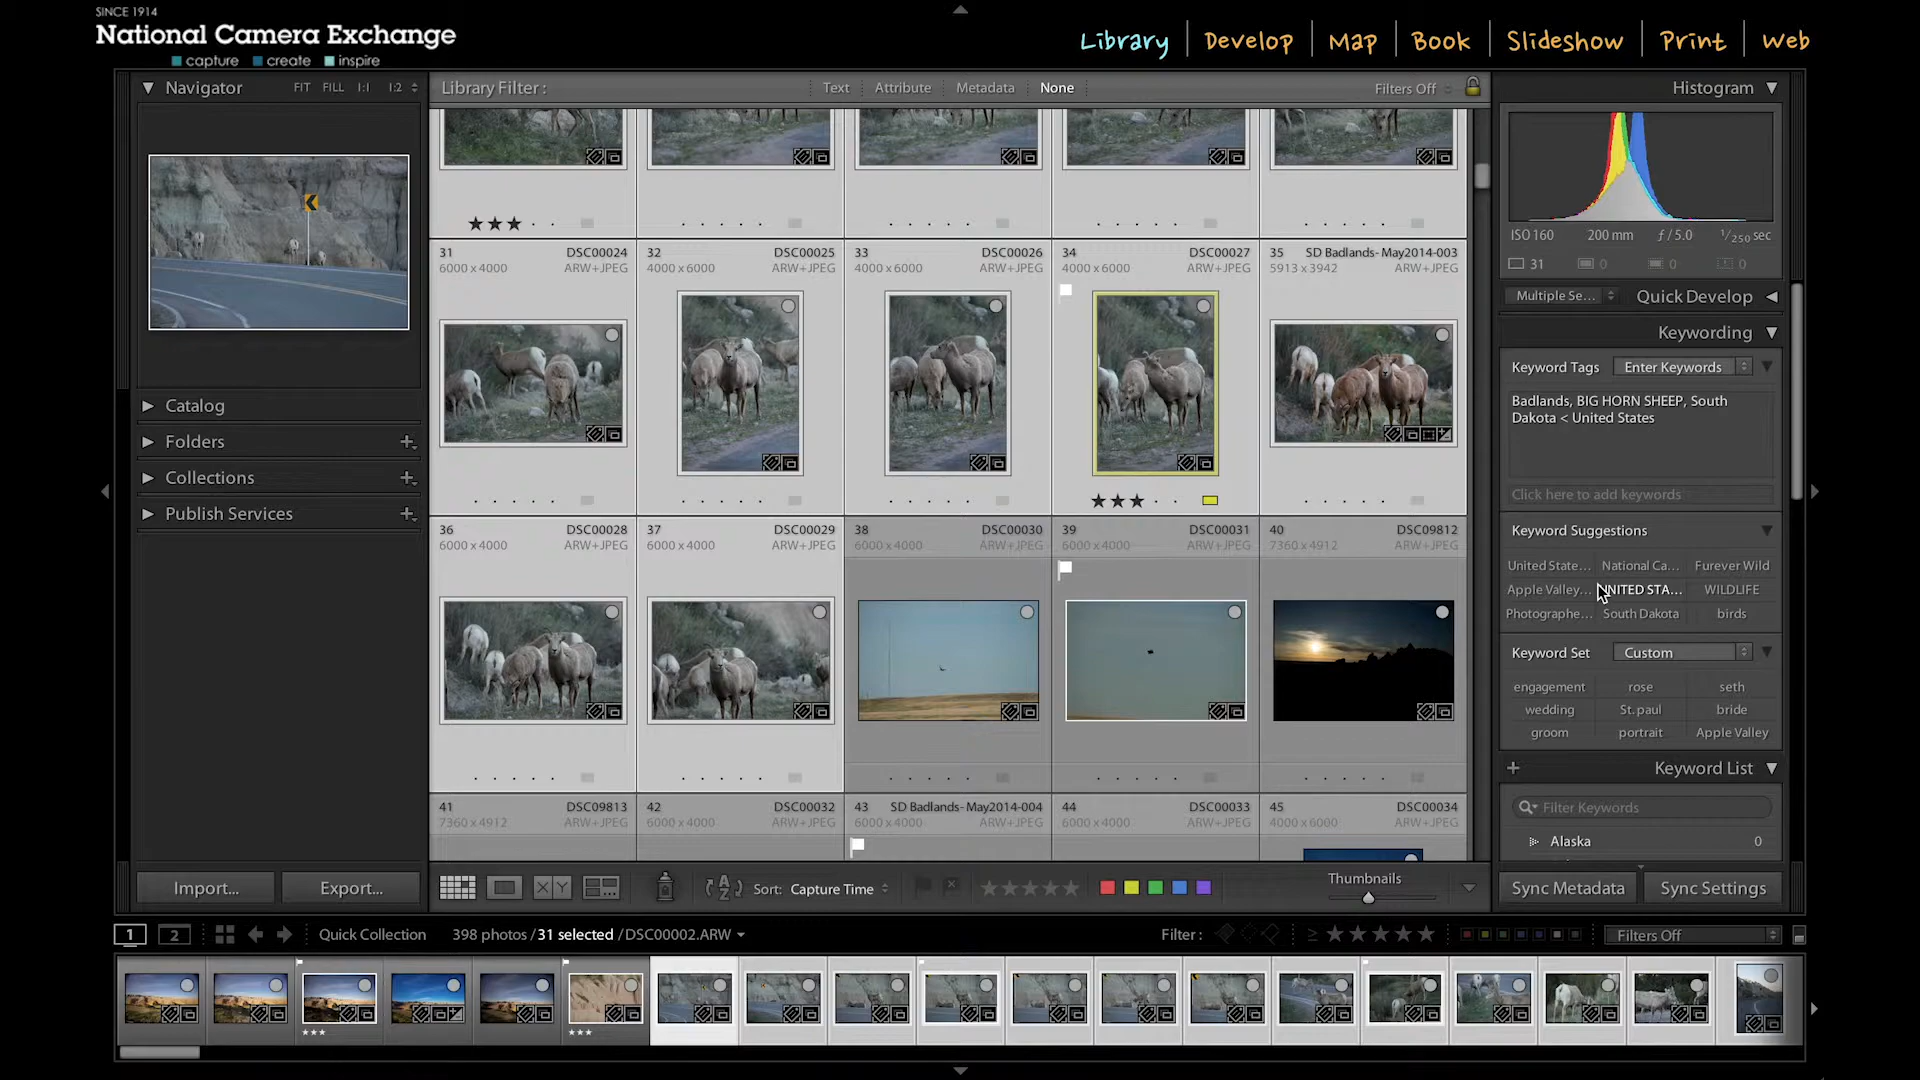 SINCE 1914
National Camera Exchange
capture create inspire
Library Develop Map Book Slideshow Print Web
Navigator FIT FILL 1:1 1:2
Library Filter : Text Attribute Metadata None Filters Off
Histogram
ISO 160 200 mm ƒ / 5.0 1/250 sec
31 0 0 0
Multiple Se... Quick Develop
Keywording
Keyword Tags Enter Keywords
Badlands, BIG HORN SHEEP, South
Dakota < United States
Click here to add keywords
Keyword Suggestions
United State... National Ca... Furever Wild
Apple Valley... UNITED STA... WILDLIFE
Photographe... South Dakota birds
Keyword Set Custom
engagement rose seth
wedding St. paul bride
groom portrait Apple Valley
Keyword List
Filter Keywords
Alaska 0
Sync Metadata Sync Settings
Catalog
Folders
Collections
Publish Services
Import... Export...
31 DSC00024
6000 x 4000 ARW+JPEG
32 DSC00025
4000 x 6000 ARW+JPEG
33 DSC00026
4000 x 6000 ARW+JPEG
34 DSC00027
4000 x 6000 ARW+JPEG
35 SD Badlands- May2014-003
5913 x 3942 ARW+JPEG
36 DSC00028
6000 x 4000 ARW+JPEG
37 DSC00029
6000 x 4000 ARW+JPEG
38 DSC00030
6000 x 4000 ARW+JPEG
39 DSC00031
6000 x 4000 ARW+JPEG
40 DSC09812
7360 x 4912 ARW+JPEG
41 DSC09813
7360 x 4912 ARW+JPEG
42 DSC00032
6000 x 4000 ARW+JPEG
43 SD Badlands- May2014-004
6000 x 4000 ARW+JPEG
44 DSC00033
6000 x 4000 ARW+JPEG
45 DSC00034
4000 x 6000 ARW+JPEG
X Y A Z Sort: Capture Time Thumbnails
1 2 Quick Collection 398 photos / 31 selected / DSC00002.ARW Filter : ≥ Filters Off